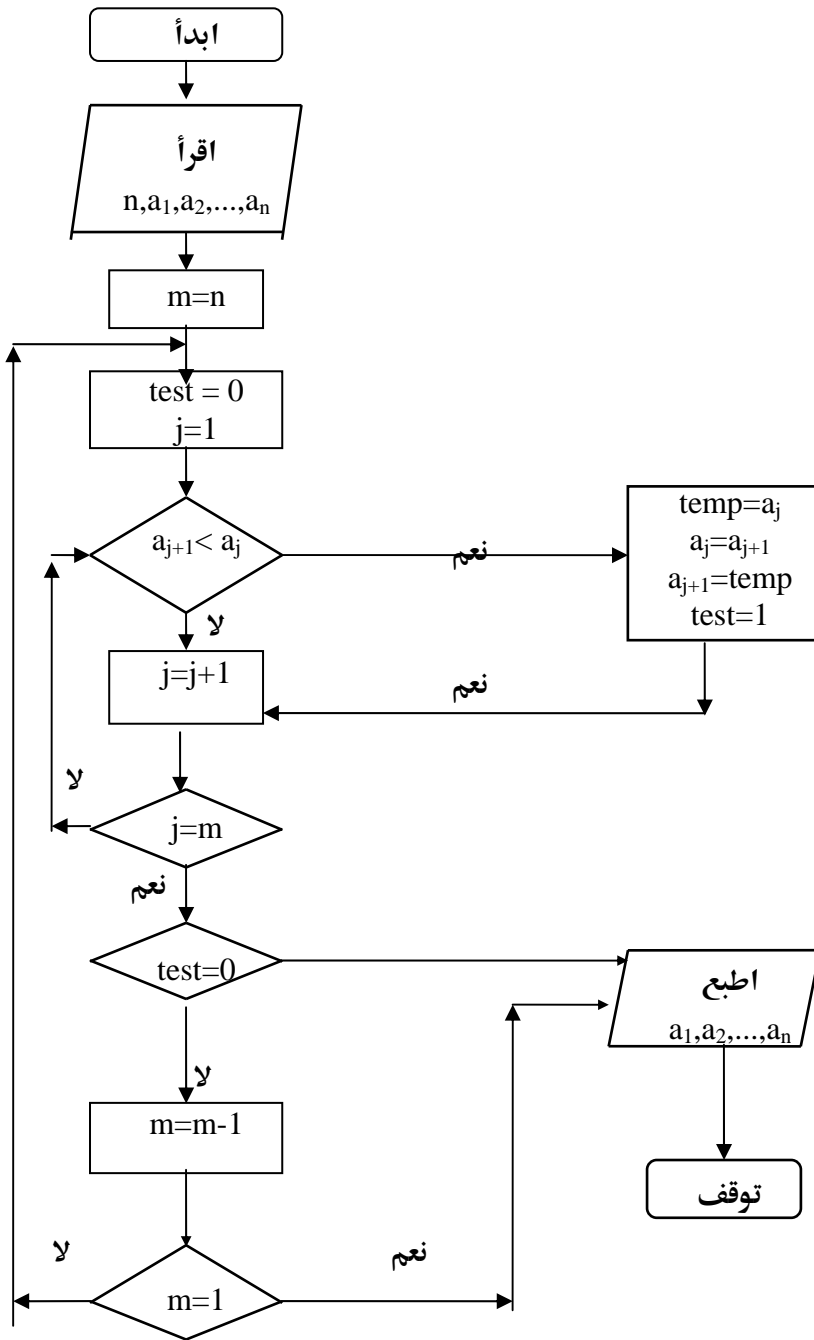 ابدأ
اقرأ
n,a₁,a₂,...,aₙ
m=n
test = 0
j=1
aⱼ₊₁< aⱼ
نعم
temp=aⱼ
aⱼ=aⱼ₊₁
aⱼ₊₁=temp
test=1
لا
j=j+1
نعم
لا
j=m
نعم
test=0
اطبع
a₁,a₂,...,aₙ
لا
m=m-1
توقف
لا
نعم
m=1